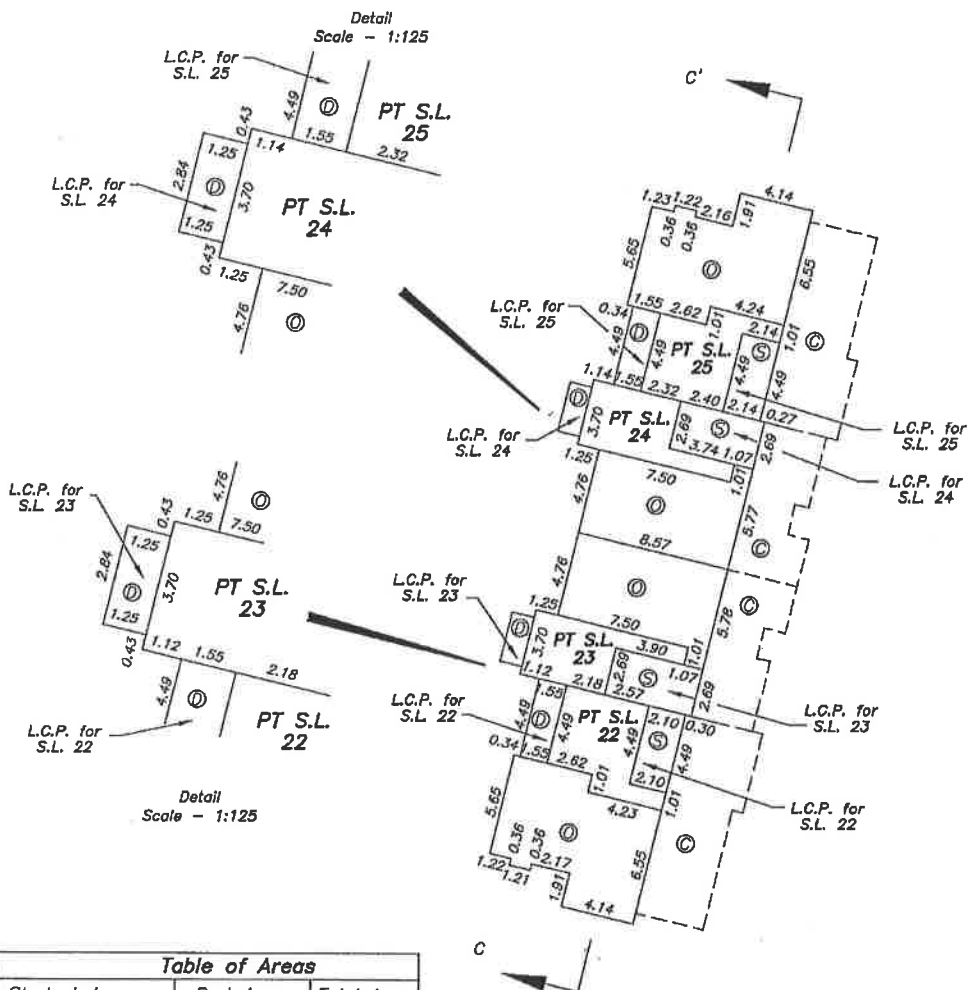 Detail
Scale - 1:125
L.C.P. for
S.L. 25
D
4.49
1.55
PT S.L.
25
2.32
0.43
1.14
1.25
2.84
D
1.25
L.C.P. for
S.L. 24
3.70
PT S.L.
24
0.43
1.25
7.50
4.76
O
C'
4.14
1.23
1.22
2.16
1.91
0.36
0.36
5.65
O
6.55
1.55
2.62
1.01
4.24
0.34
L.C.P. for
S.L. 25
D
4.49
4.49
PT S.L.
25
2.14
S
1.01
C
4.49
4.49
1.14
1.55
2.32
2.40
2.14
0.27
L.C.P. for
S.L. 25
D
3.70
PT S.L.
24
2.69
S
3.74
1.07
2.69
L.C.P. for
S.L. 24
L.C.P. for
S.L. 24
1.25
7.50
1.01
4.76
O
5.77
C
8.57
4.76
O
5.78
C
L.C.P. for
S.L. 23
4.76
O
0.43
1.25
7.50
1.25
2.84
D
3.70
PT S.L.
23
1.25
0.43
1.12
1.55
2.18
4.49
D
L.C.P. for
S.L. 22
PT S.L.
22
Detail
Scale - 1:125
L.C.P. for
S.L. 23
1.25
7.50
D
3.70
PT S.L.
23
3.90
1.01
2.69
S
1.07
2.69
1.12
2.18
2.57
L.C.P. for
S.L. 23
L.C.P. for
S.L. 22
1.55
4.49
D
4.49
PT S.L.
22
2.10
0.30
4.49
S
4.49
0.34
1.55
2.62
1.01
2.10
1.01
L.C.P. for
S.L. 22
4.23
5.65
O
C
0.36
0.36
6.55
1.22
1.21
2.17
1.91
4.14
C
Table of Areas